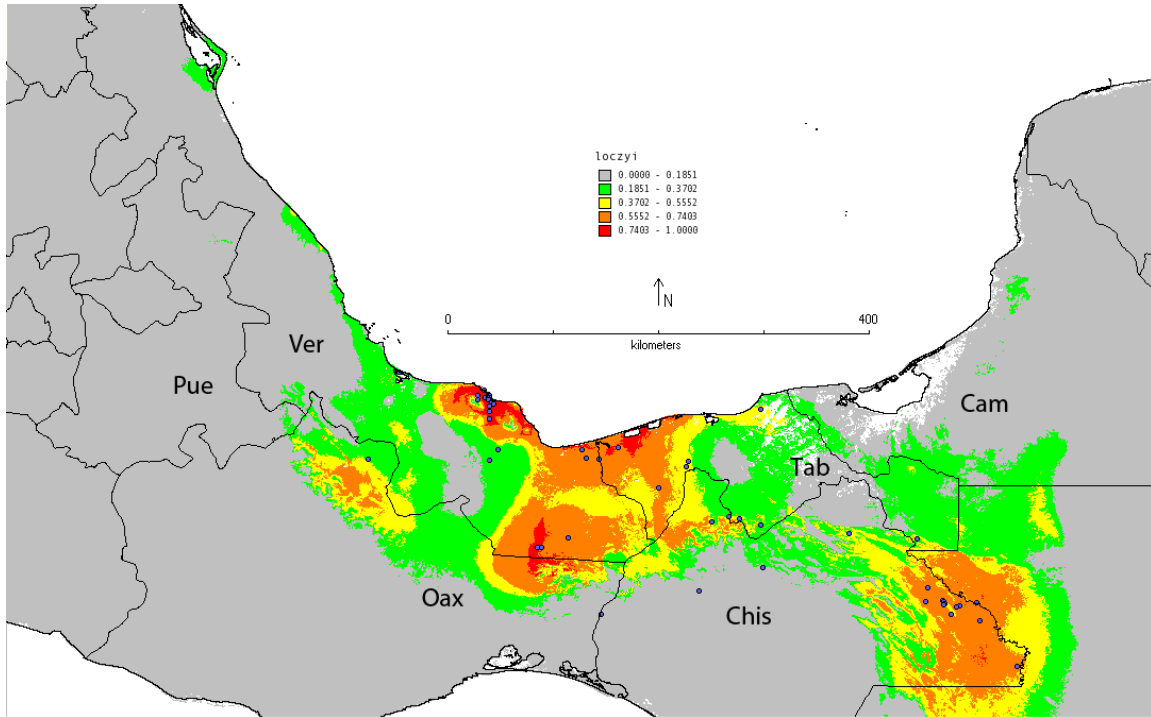 loczyi
0.0000 - 0.1851
0.1851 - 0.3702
0.3702 - 0.5552
0.5552 - 0.7403
0.7403 - 1.0000
N
0 400
kilometers
Ver
Pue
Cam
Tab
Oax
Chis